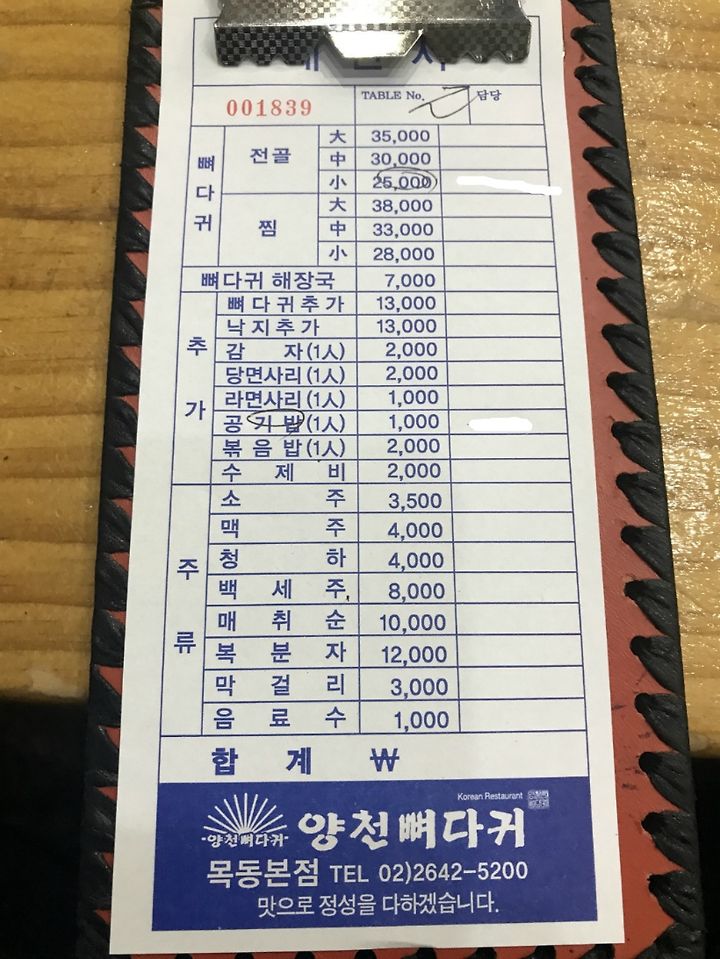 001839 TABLE No. 담당
뼈다귀 전골 大 35,000
中 30,000
小 25,000
찜 大 38,000
中 33,000
小 28,000
뼈다귀 해장국 7,000
추가 뼈다귀추가 13,000
낙지추가 13,000
감 자(1人) 2,000
당면사리(1人) 2,000
라면사리(1人) 1,000
공기밥(1人) 1,000
볶음밥(1人) 2,000
수 제 비 2,000
주류 소 주 3,500
맥 주 4,000
청 하 4,000
백 세 주 8,000
매 취 순 10,000
복 분 자 12,000
막 걸 리 3,000
음 료 수 1,000
합 계 ₩
Korean Restaurant
양천뼈다귀 양천뼈다귀
목동본점 TEL 02)2642-5200
맛으로 정성을 다하겠습니다.